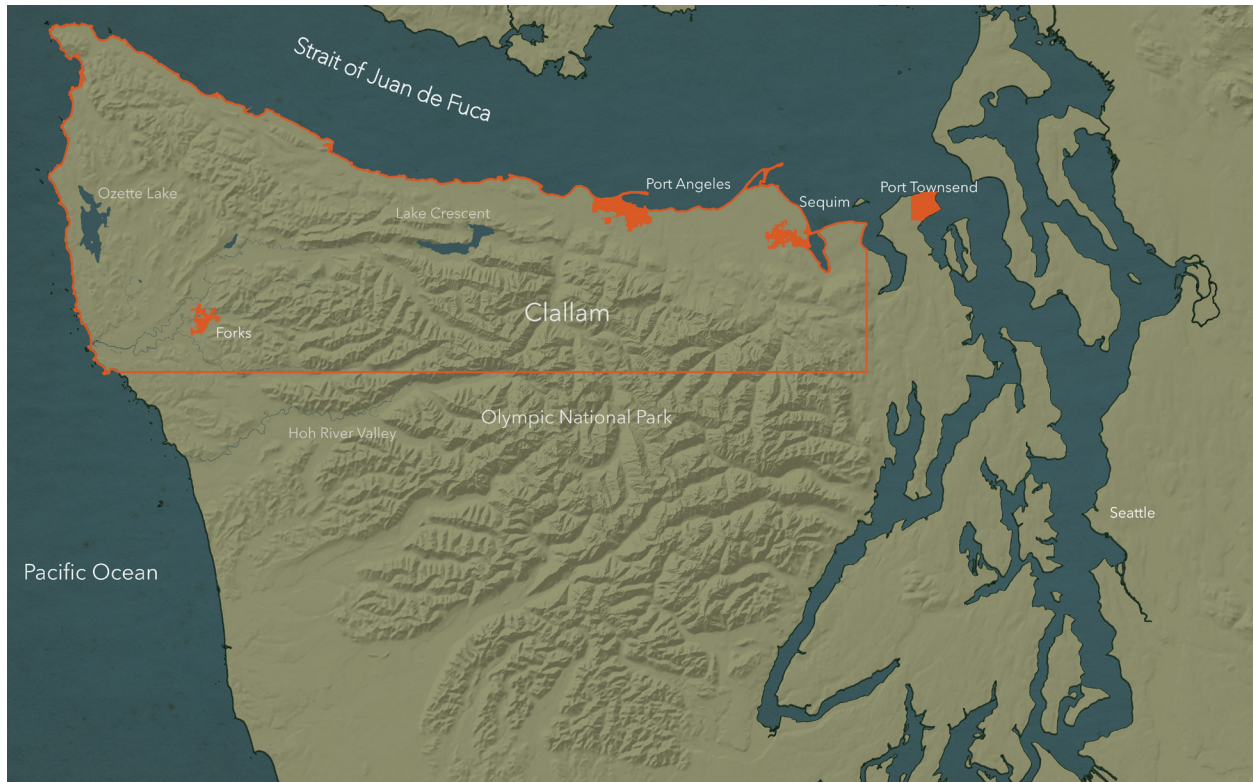 Strait of Juan de Fuca
Port Angeles
Port Townsend
Ozette Lake
Sequim
Lake Crescent
Clallam
Forks
Olympic National Park
Hoh River Valley
Seattle
Pacific Ocean